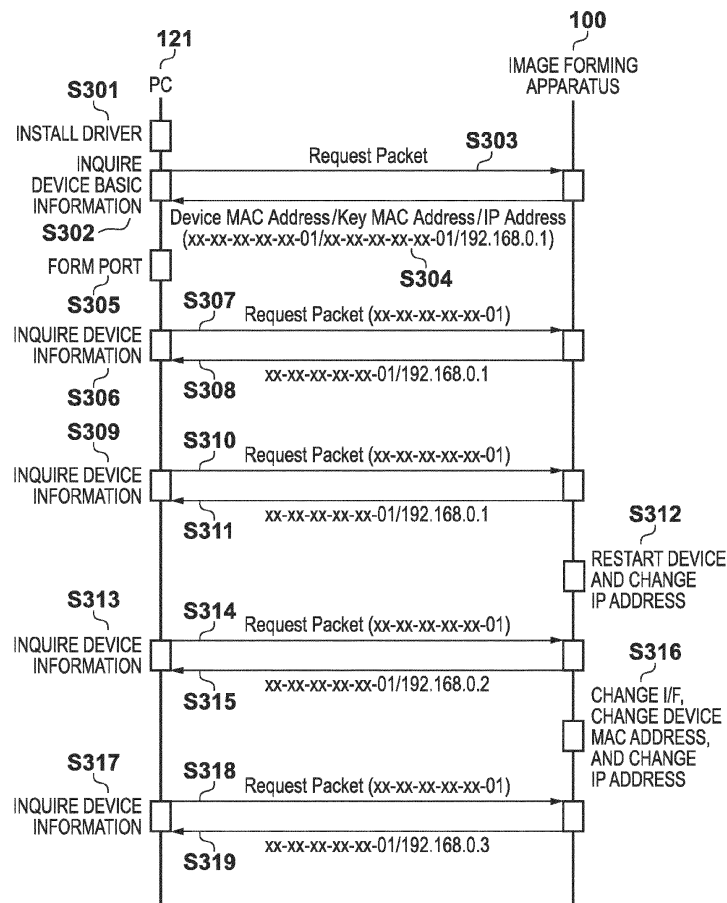 121
100
PC
IMAGE FORMING
APPARATUS
S301
INSTALL DRIVER
INQUIRE
DEVICE BASIC
INFORMATION
S302
Request Packet
S303
Device MAC Address/Key MAC Address/IP Address
(xx-xx-xx-xx-xx-01/xx-xx-xx-xx-xx-01/192.168.0.1)
S304
FORM PORT
S305
S307
Request Packet (xx-xx-xx-xx-xx-01)
INQUIRE DEVICE
INFORMATION
S306
xx-xx-xx-xx-xx-01/192.168.0.1
S308
S309
S310
Request Packet (xx-xx-xx-xx-xx-01)
INQUIRE DEVICE
INFORMATION
xx-xx-xx-xx-xx-01/192.168.0.1
S311
S312
RESTART DEVICE
AND CHANGE
IP ADDRESS
S313
S314
Request Packet (xx-xx-xx-xx-xx-01)
INQUIRE DEVICE
INFORMATION
xx-xx-xx-xx-xx-01/192.168.0.2
S315
S316
CHANGE I/F,
CHANGE DEVICE
MAC ADDRESS,
AND CHANGE
IP ADDRESS
S317
S318
Request Packet (xx-xx-xx-xx-xx-01)
INQUIRE DEVICE
INFORMATION
xx-xx-xx-xx-xx-01/192.168.0.3
S319